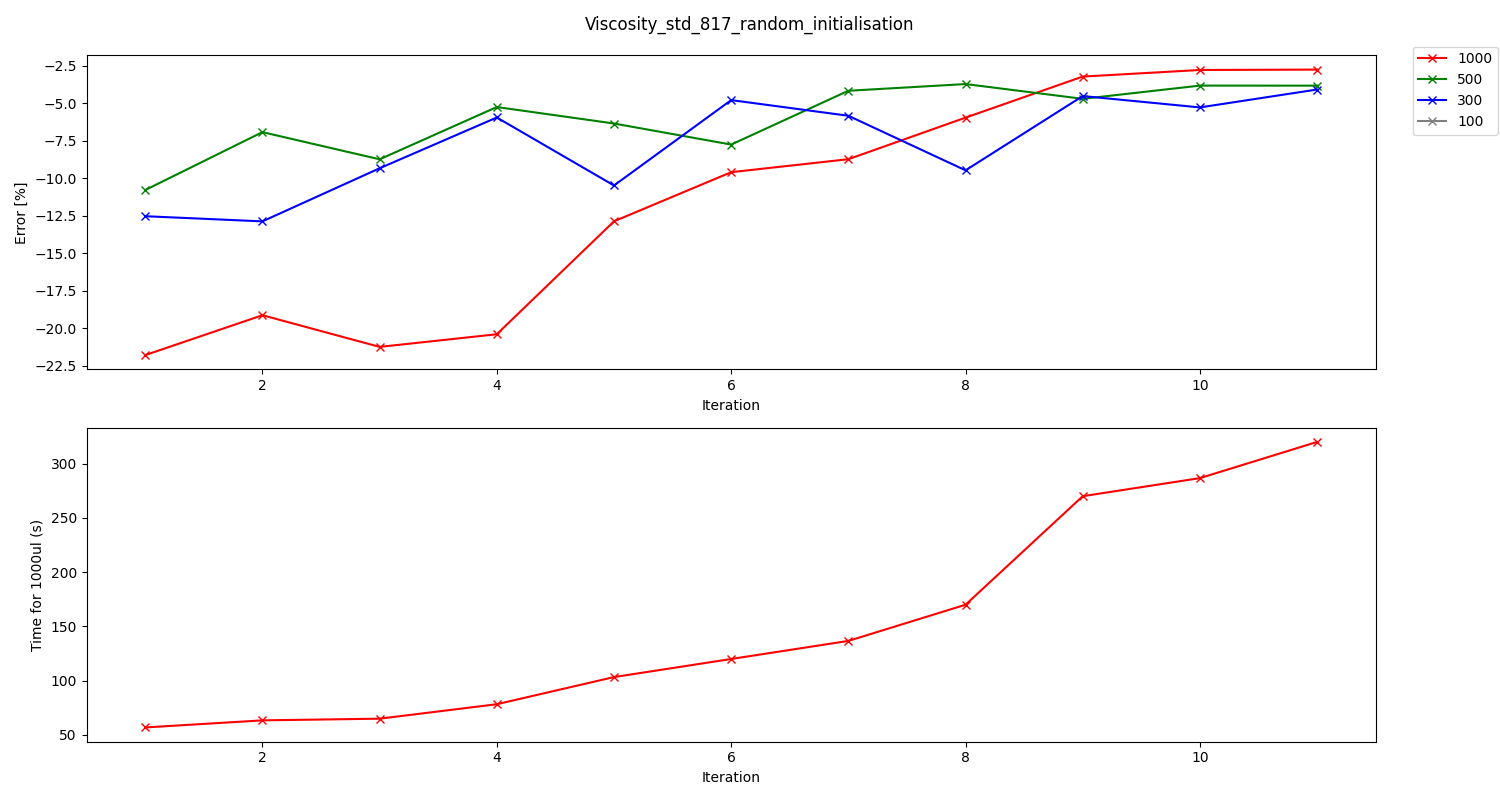 Viscosity_std_817_random_initialisation
−2.5
−5.0
−7.5
−10.0
−12.5
−15.0
−17.5
−20.0
−22.5
Error [%]
2 4 6 8 10
Iteration
1000
500
300
100
300
250
200
150
100
50
Time for 1000ul (s)
2 4 6 8 10
Iteration